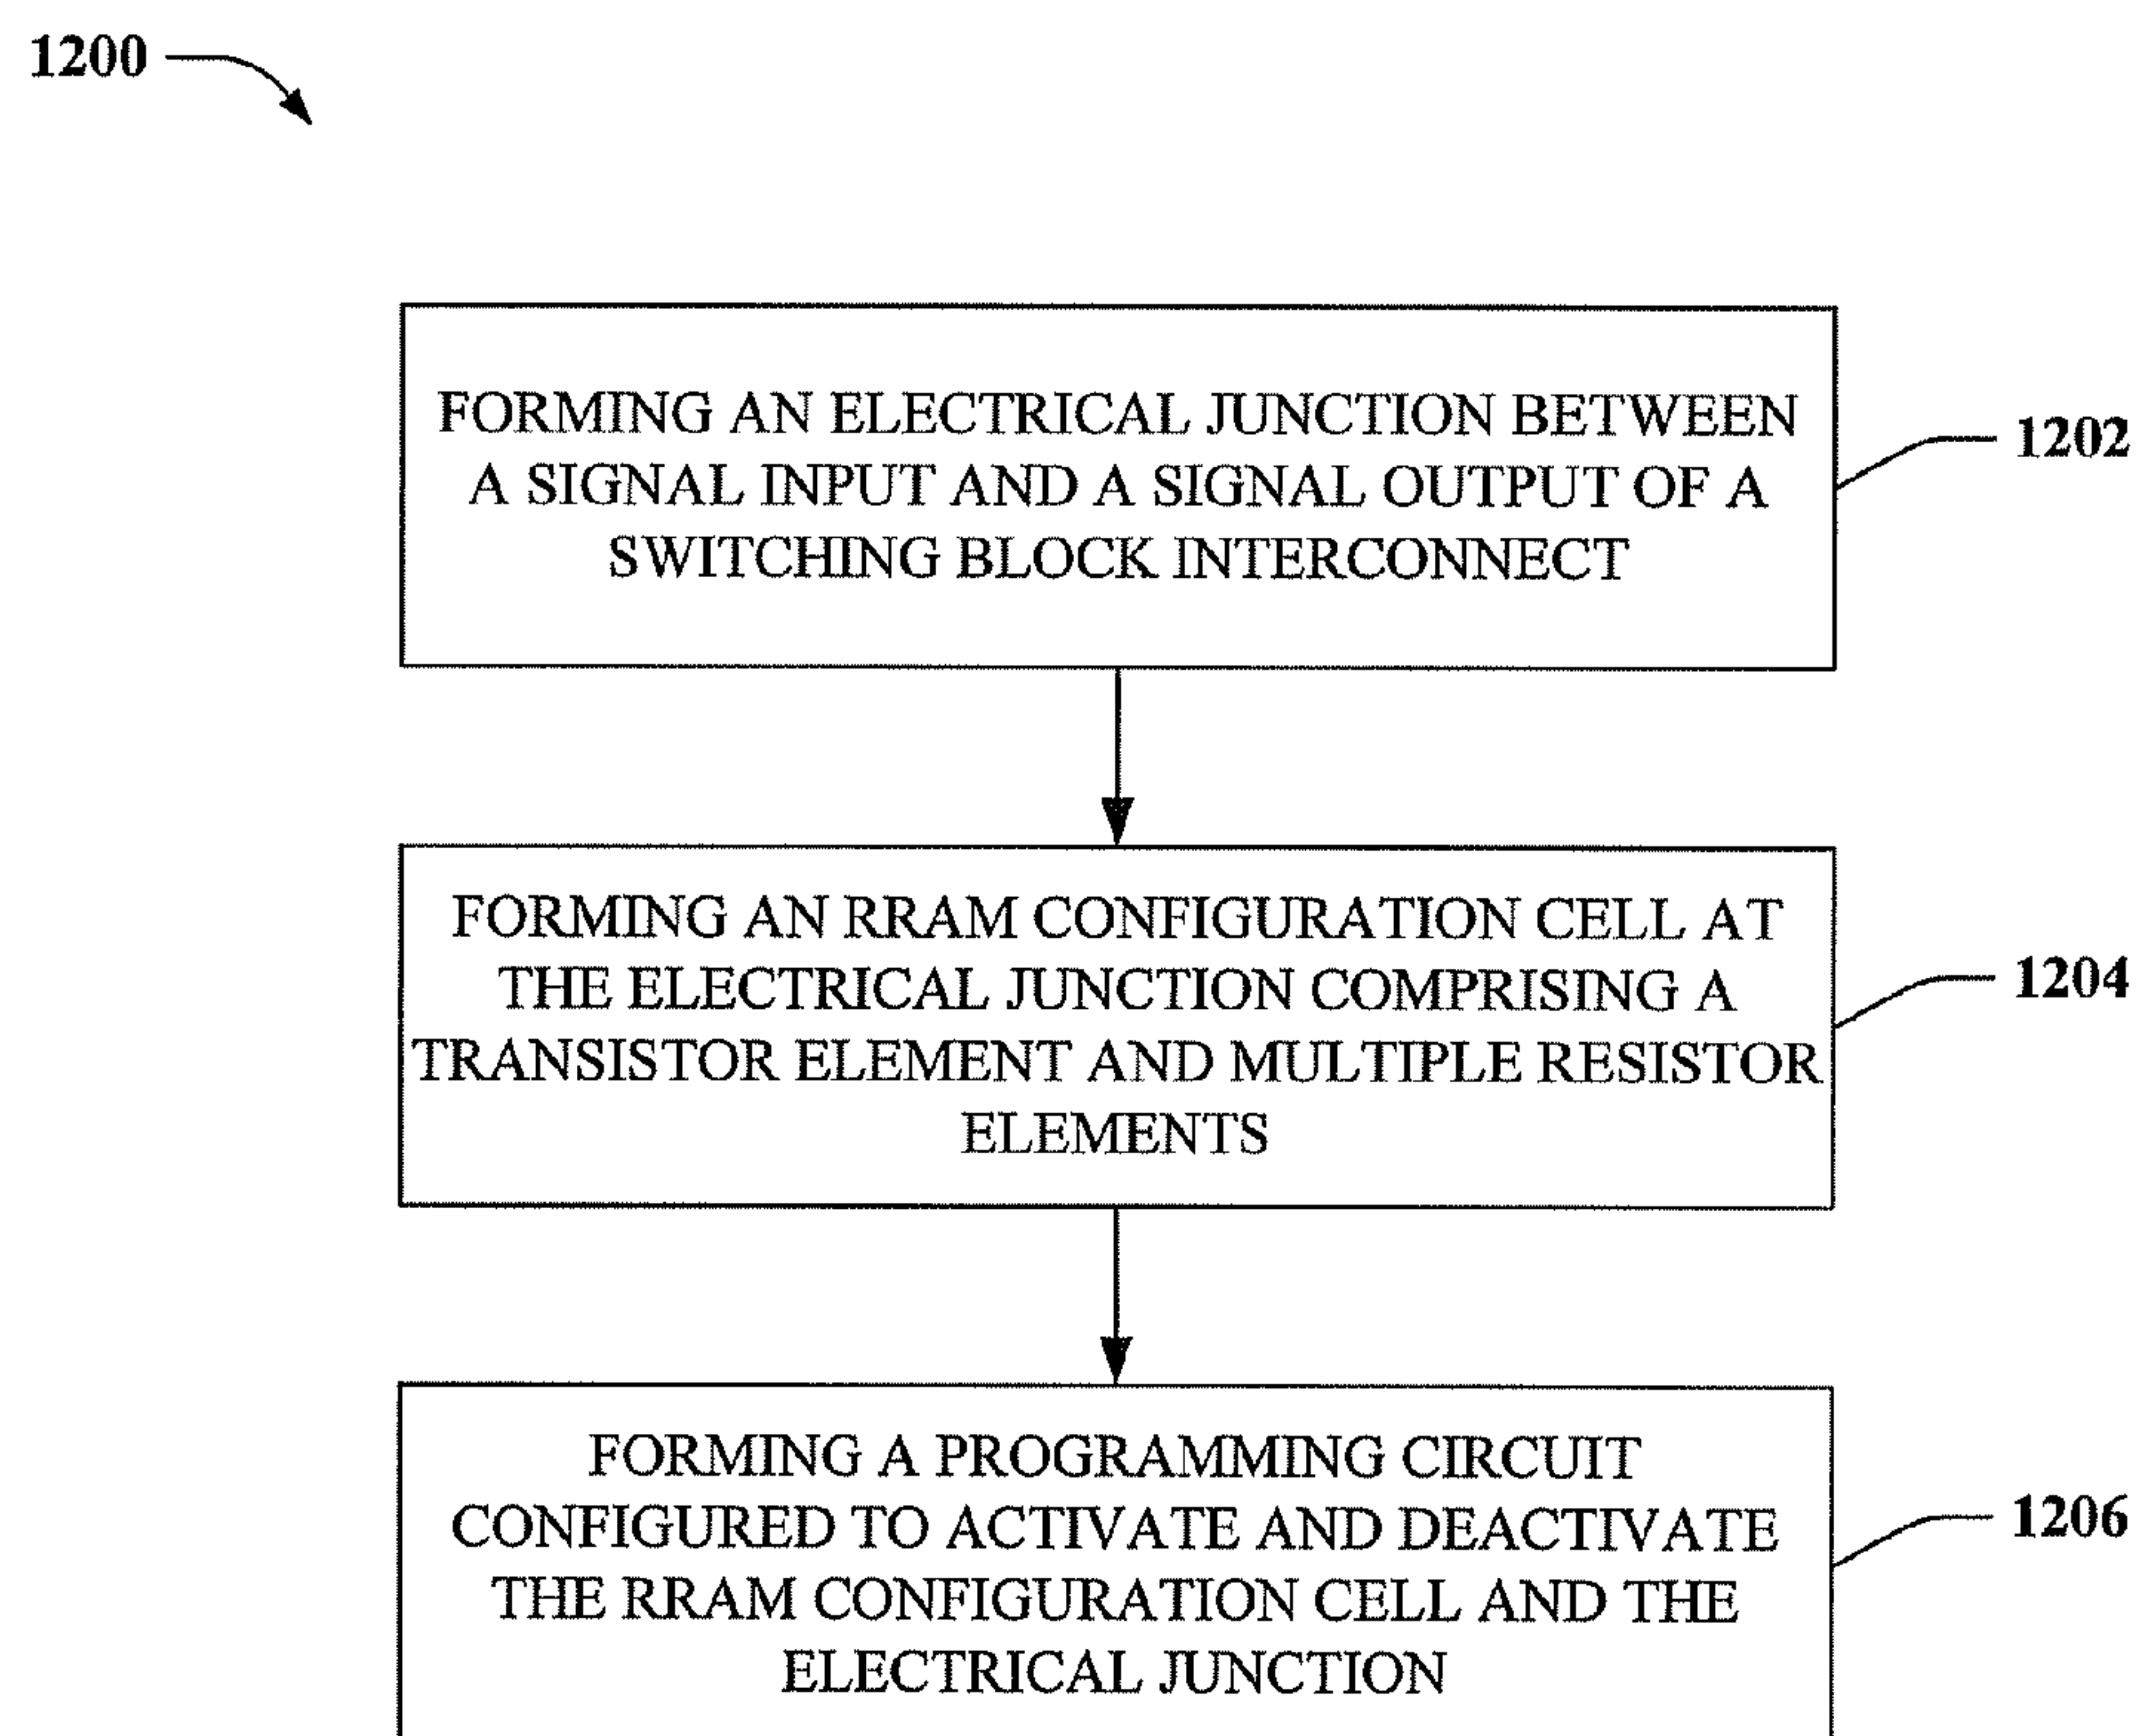 1200
FORMING AN ELECTRICAL JUNCTION BETWEEN
A SIGNAL INPUT AND A SIGNAL OUTPUT OF A
SWITCHING BLOCK INTERCONNECT
1202
FORMING AN RRAM CONFIGURATION CELL AT
THE ELECTRICAL JUNCTION COMPRISING A
TRANSISTOR ELEMENT AND MULTIPLE RESISTOR
ELEMENTS
1204
FORMING A PROGRAMMING CIRCUIT
CONFIGURED TO ACTIVATE AND DEACTIVATE
THE RRAM CONFIGURATION CELL AND THE
ELECTRICAL JUNCTION
1206